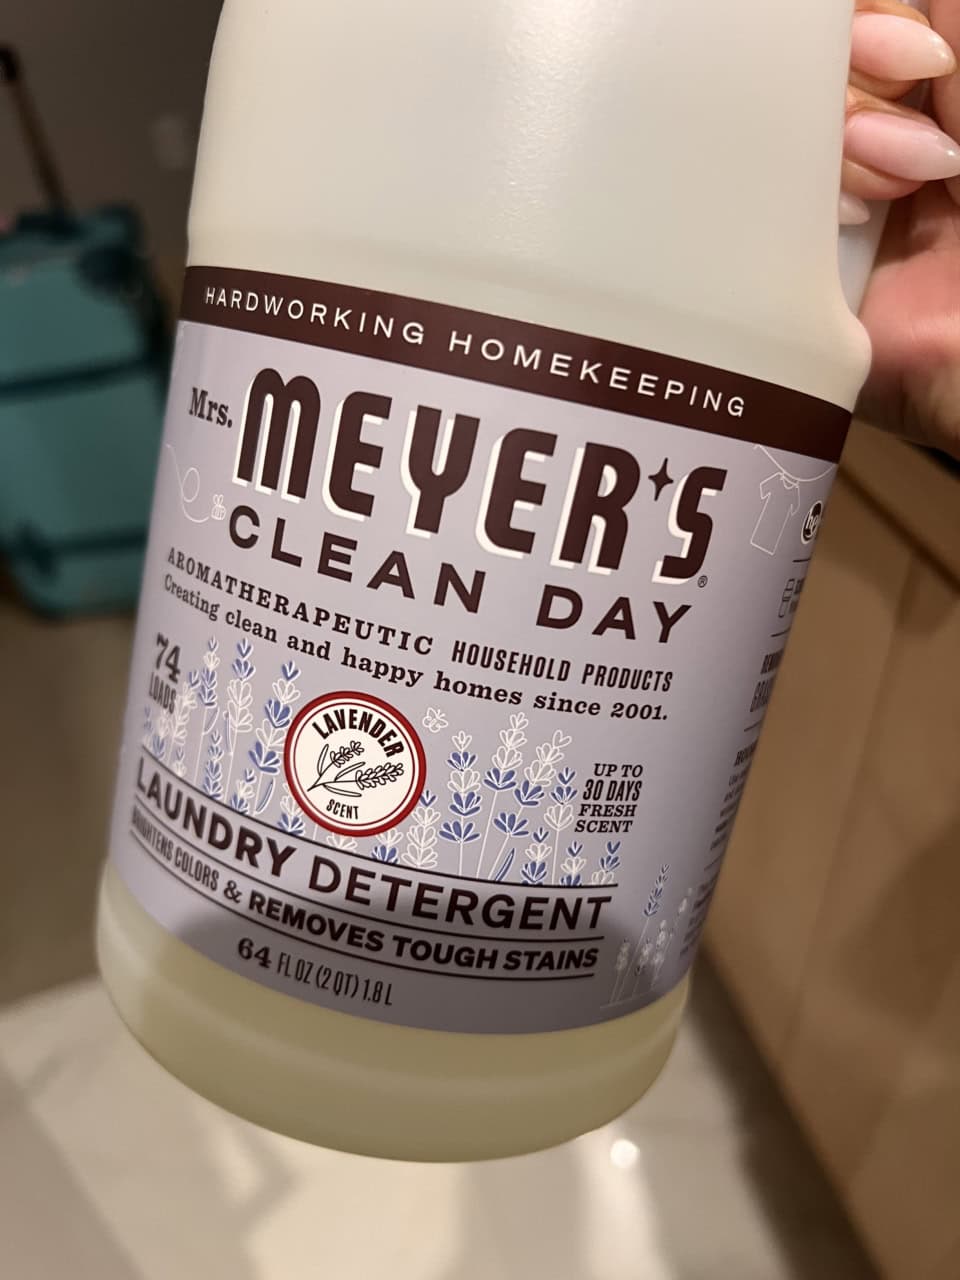 HARDWORKING HOMEKEEPING
Mrs.
MEYER'S
CLEAN DAY
AROMATHERAPEUTIC HOUSEHOLD PRODUCTS
Creating clean and happy homes since 2001.
74
LOADS
LAVENDER
SCENT
UP TO
30 DAYS
FRESH
SCENT
LAUNDRY DETERGENT
BRIGHTENS COLORS & REMOVES TOUGH STAINS
64 FL OZ (2 QT) 1.8 L
he